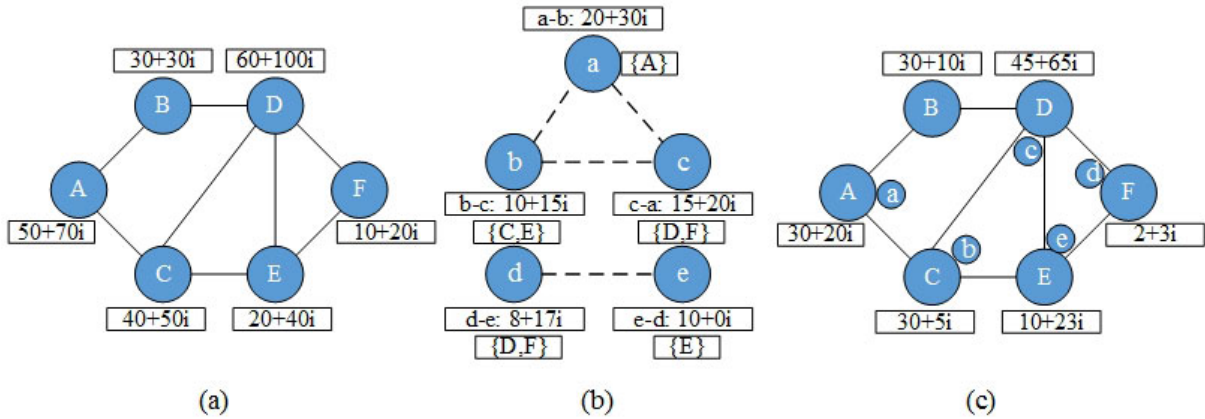 30+30i
60+100i
B
D
A
F
50+70i
10+20i
C
E
40+50i
20+40i
(a)
a-b: 20+30i
a
{A}
b
c
b-c: 10+15i
c-a: 15+20i
{C,E}
{D,F}
d
e
d-e: 8+17i
e-d: 10+0i
{D,F}
{E}
(b)
30+10i
45+65i
B
D
c
d
A
a
F
30+20i
2+3i
b
e
C
E
30+5i
10+23i
(c)